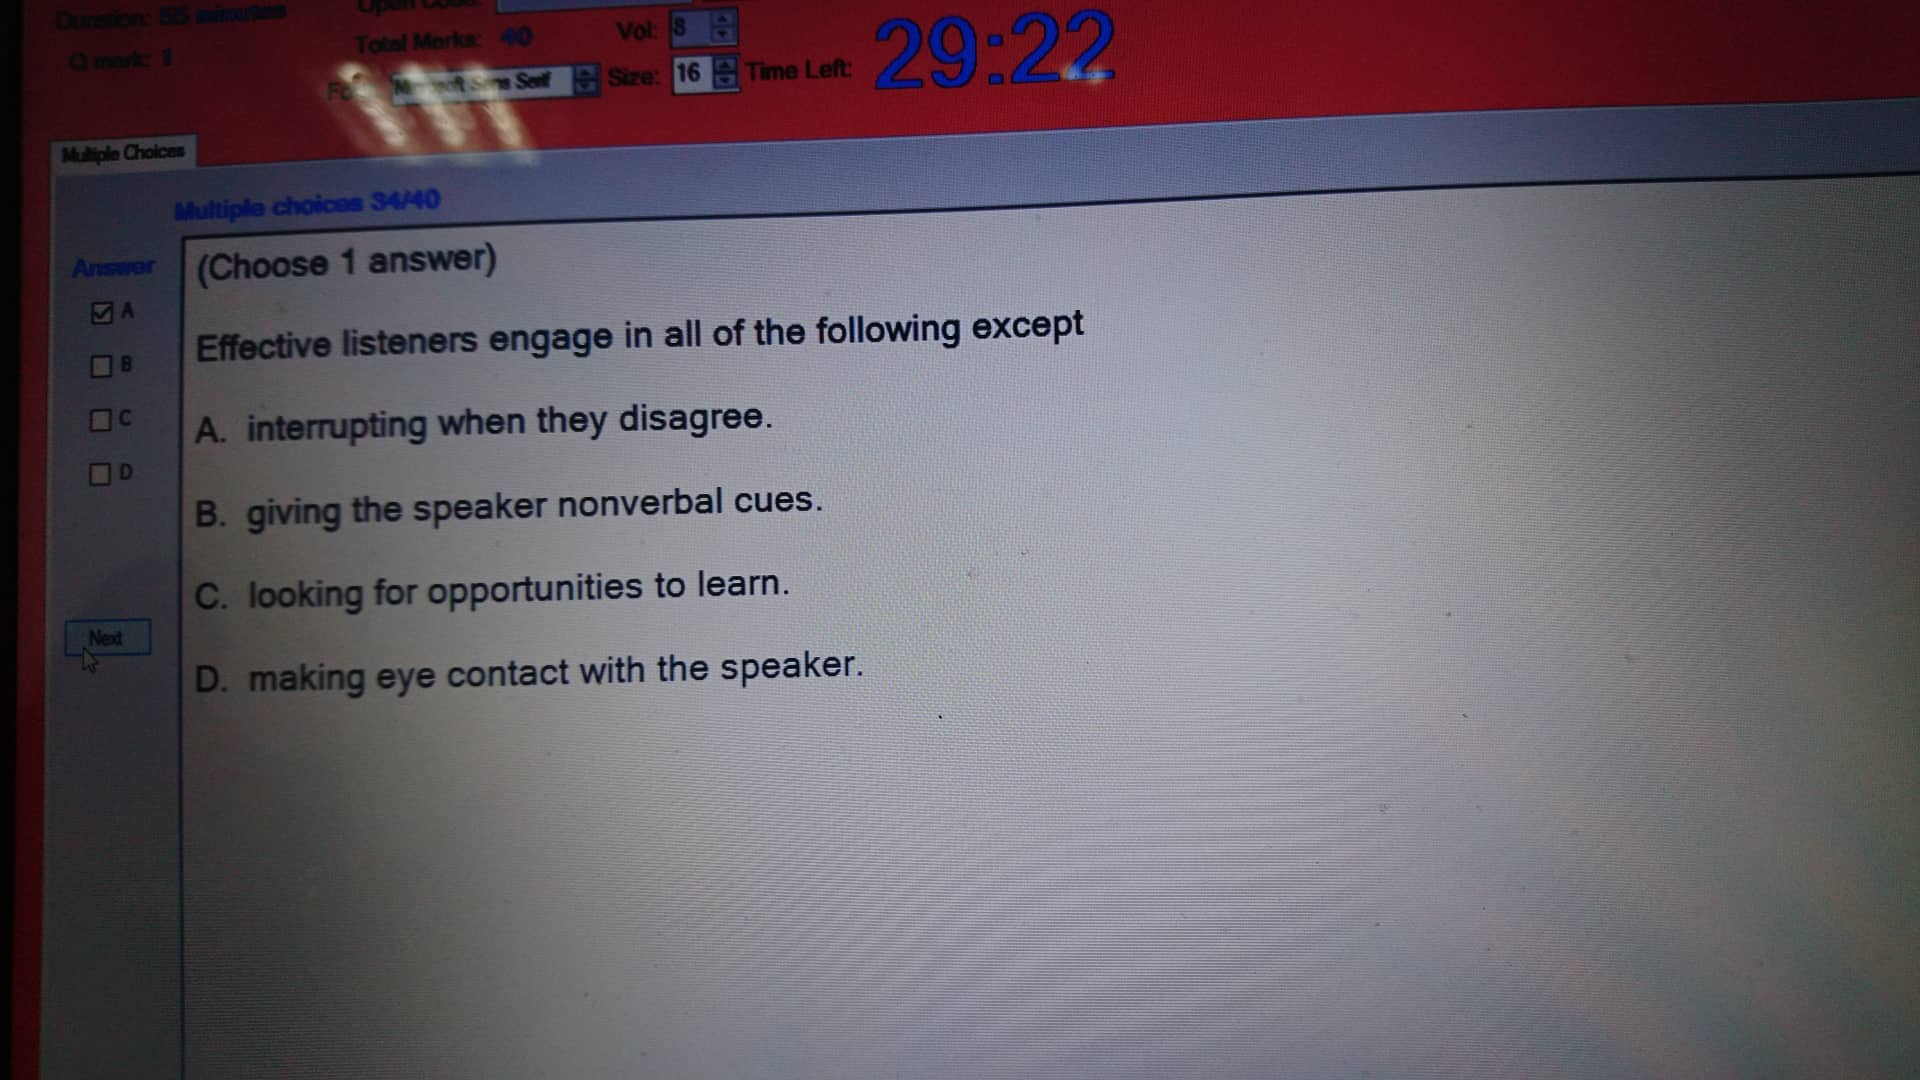 Duration: 55 minutes
Q mark: 1
Open Code:
Total Marks: 40
Vol: 8
Microsoft Sans Serif
Size: 16
Time Left: 29:22
Multiple Choices
Multiple choices 34/40
Answer
A
B
C
D
Next
(Choose 1 answer)
Effective listeners engage in all of the following except
A. interrupting when they disagree.
B. giving the speaker nonverbal cues.
C. looking for opportunities to learn.
D. making eye contact with the speaker.